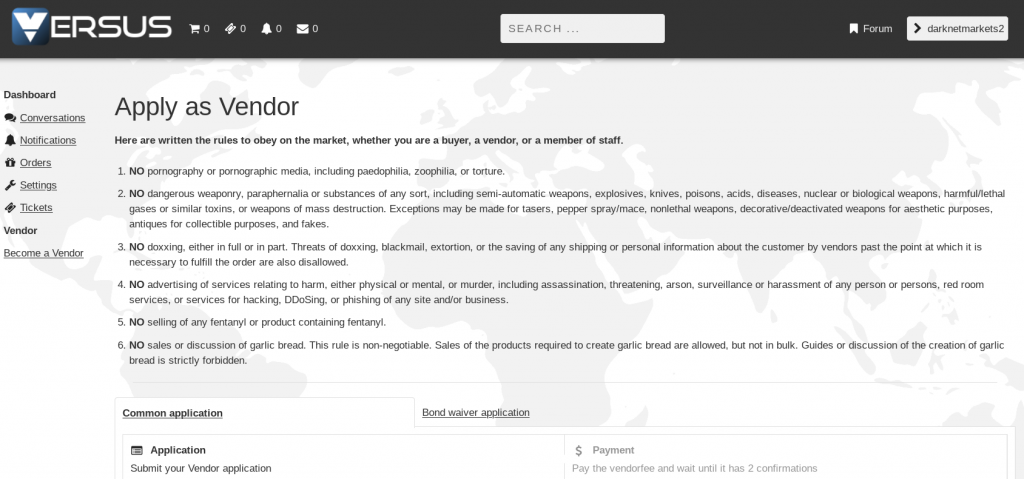 VERSUS 0 0 0 0 SEARCH ... Forum darknetmarkets2
Dashboard
Conversations
Notifications
Orders
Settings
Tickets
Vendor
Become a Vendor
Apply as Vendor
Here are written the rules to obey on the market, whether you are a buyer, a vendor, or a member of staff.
1. NO pornography or pornographic media, including paedophilia, zoophilia, or torture.
2. NO dangerous weaponry, paraphernalia or substances of any sort, including semi-automatic weapons, explosives, knives, poisons, acids, diseases, nuclear or biological weapons, harmful/lethal
gases or similar toxins, or weapons of mass destruction. Exceptions may be made for tasers, pepper spray/mace, nonlethal weapons, decorative/deactivated weapons for aesthetic purposes,
antiques for collectible purposes, and fakes.
3. NO doxxing, either in full or in part. Threats of doxxing, blackmail, extortion, or the saving of any shipping or personal information about the customer by vendors past the point at which it is
necessary to fulfill the order are also disallowed.
4. NO advertising of services relating to harm, either physical or mental, or murder, including assassination, threatening, arson, surveillance or harassment of any person or persons, red room
services, or services for hacking, DDoSing, or phishing of any site and/or business.
5. NO selling of any fentanyl or product containing fentanyl.
6. NO sales or discussion of garlic bread. This rule is non-negotiable. Sales of the products required to create garlic bread are allowed, but not in bulk. Guides or discussion of the creation of garlic
bread is strictly forbidden.
Common application
Bond waiver application
Application
Submit your Vendor application
$ Payment
Pay the vendorfee and wait until it has 2 confirmations